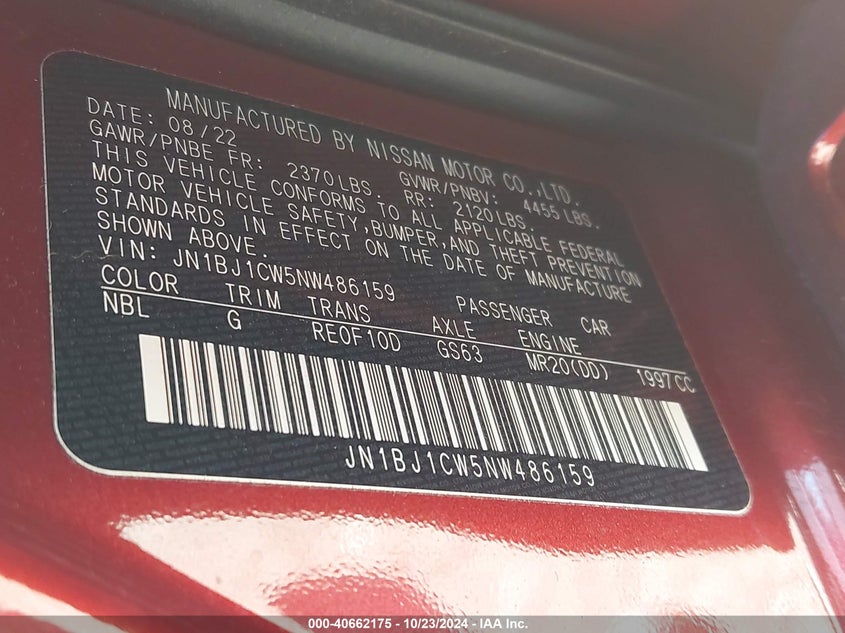 MANUFACTURED BY NISSAN MOTOR CO.,LTD.
DATE: 08/22 GVWR/PNBV: 4455 LBS.
GAWR/PNBE FR: 2370LBS. RR: 2120LBS.
THIS VEHICLE CONFORMS TO ALL APPLICABLE FEDERAL
MOTOR VEHICLE SAFETY,BUMPER,AND THEFT PREVENTION
STANDARDS IN EFFECT ON THE DATE OF MANUFACTURE
SHOWN ABOVE.
VIN: JN1BJ1CW5NW486159 PASSENGER CAR
COLOR TRIM TRANS AXLE ENGINE
NBL G RE0F10D GS63 MR20(DD) 1997CC
JN1BJ1CW5NW486159
000-40662175 - 10/23/2024 - IAA Inc.